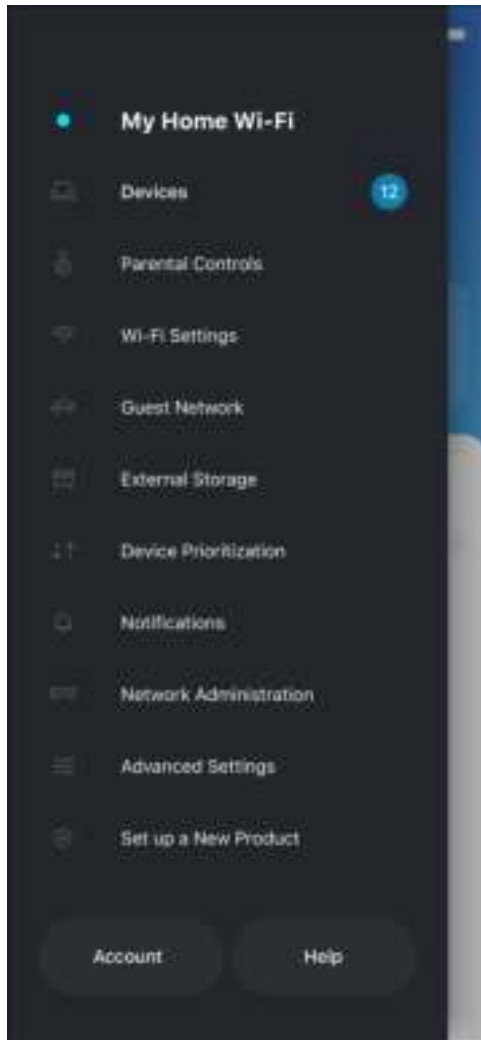 My Home Wi-Fi
Devices 12
Parental Controls
Wi-Fi Settings
Guest Network
External Storage
Device Prioritization
Notifications
Network Administration
Advanced Settings
Set up a New Product
Account Help